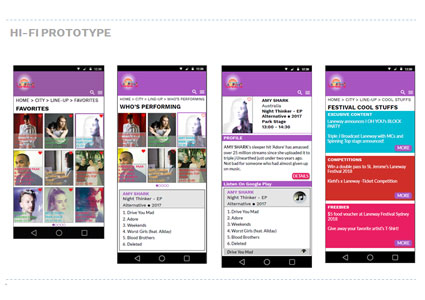 HI-FI PROTOTYPE
HOME > CITY > LINE-UP > FAVORITES
FAVORITES
HOME > CITY > LINE-UP > WHO'S PERFORMING
WHO'S PERFORMING
AMY SHARK
Night Thinker - EP
Alternative • 2017
1. Drive You Mad
2. Adore
3. Weekends
4. Worst Girls (feat. Allday)
5. Blood Brothers
6. Deleted
HOME > CITY > LINE-UP > WHO'S PERFORMING
AMY SHARK
Australia
Night Thinker - EP
Alternative • 2017
Park Stage
13:00 - 14:30
PROFILE
AMY SHARK's sleeper hit 'Adore' has amassed
over 25 million streams since she uploaded it to
triple j Unearthed just under two years ago.
Not bad for someone who had almost given up
on music.
DETAILS
Listen On Google Play
AMY SHARK
Night Thinker - EP
Alternative • 2017
1. Drive You Mad
2. Adore
3. Weekends
4. Worst Girls (feat. Allday)
5. Blood Brothers
6. Deleted
Drive You Mad
HOME > CITY > LINE-UP > COOL STUFFS
FESTIVAL COOL STUFFS
EXCLUSIVE CONTENT
Laneway announces I OH YOU's BLOCK
PARTY
Triple J Broadcast Laneway with MCs and
Spinning Top stage announced
MORE
COMPETITIONS
Win a double pass to St. Jerome's Laneway
Festival 2018
Kiehl's x Laneway -Ticket Competition
MORE
FREEBIES
$5 food voucher at Laneway Festival Sydney
2018
Give away your favorite artist's T-Shirt!
MORE